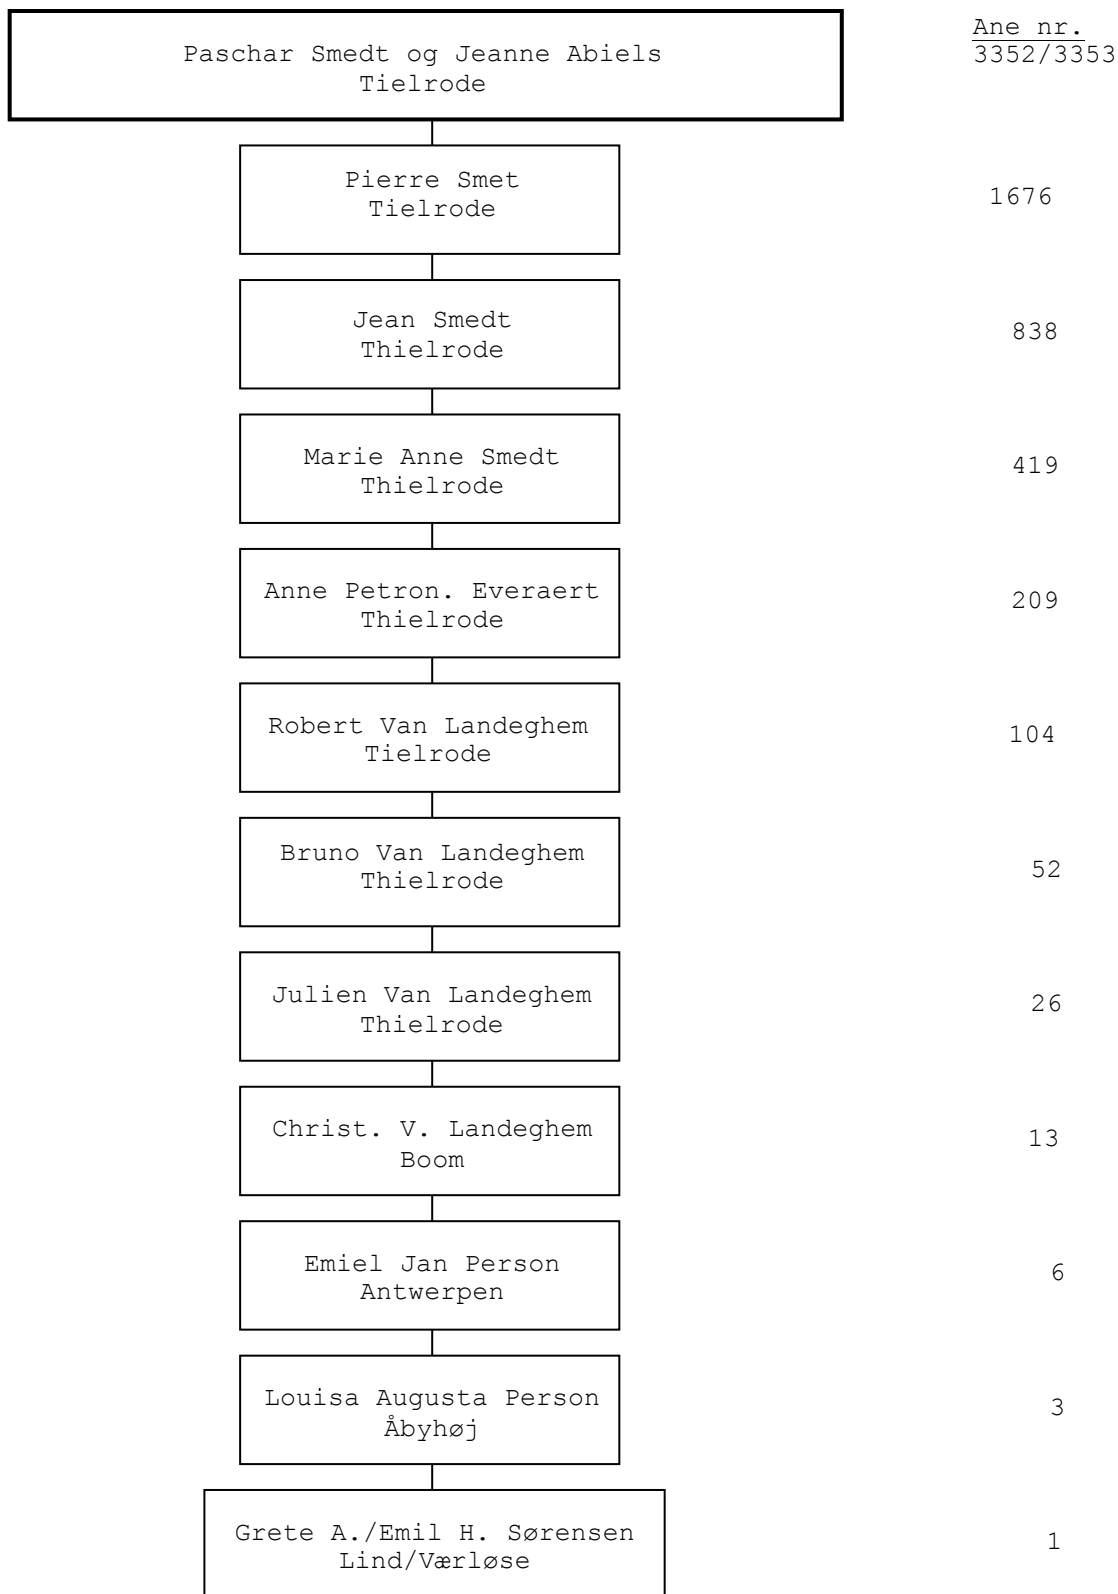 Ane nr.
Paschar Smedt og Jeanne Abiels
3352/3353
Tielrode
Pierre Smet
Tielrode
1676
Jean Smedt
Thielrode
838
Marie Anne Smedt
Thielrode
419
Anne Petron. Everaert
Thielrode
209
Robert Van Landeghem
Tielrode
104
Bruno Van Landeghem
Thielrode
52
Julien Van Landeghem
Thielrode
26
Christ. V. Landeghem
Boom
13
Emiel Jan Person
Antwerpen
6
Louisa Augusta Person
Åbyhøj
3
Grete A./Emil H. Sørensen
Lind/Værløse
1